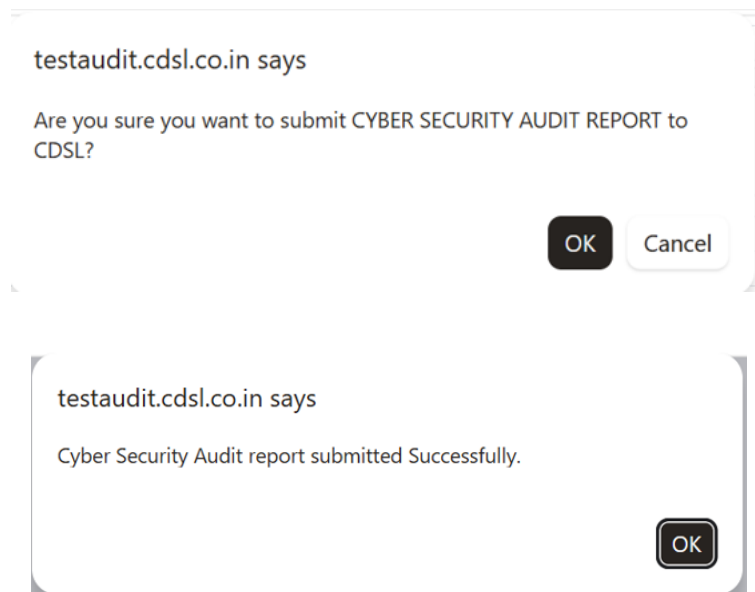 testaudit.cdsl.co.in says
Are you sure you want to submit CYBER SECURITY AUDIT REPORT to
CDSL?
OK
Cancel
testaudit.cdsl.co.in says
Cyber Security Audit report submitted Successfully.
OK